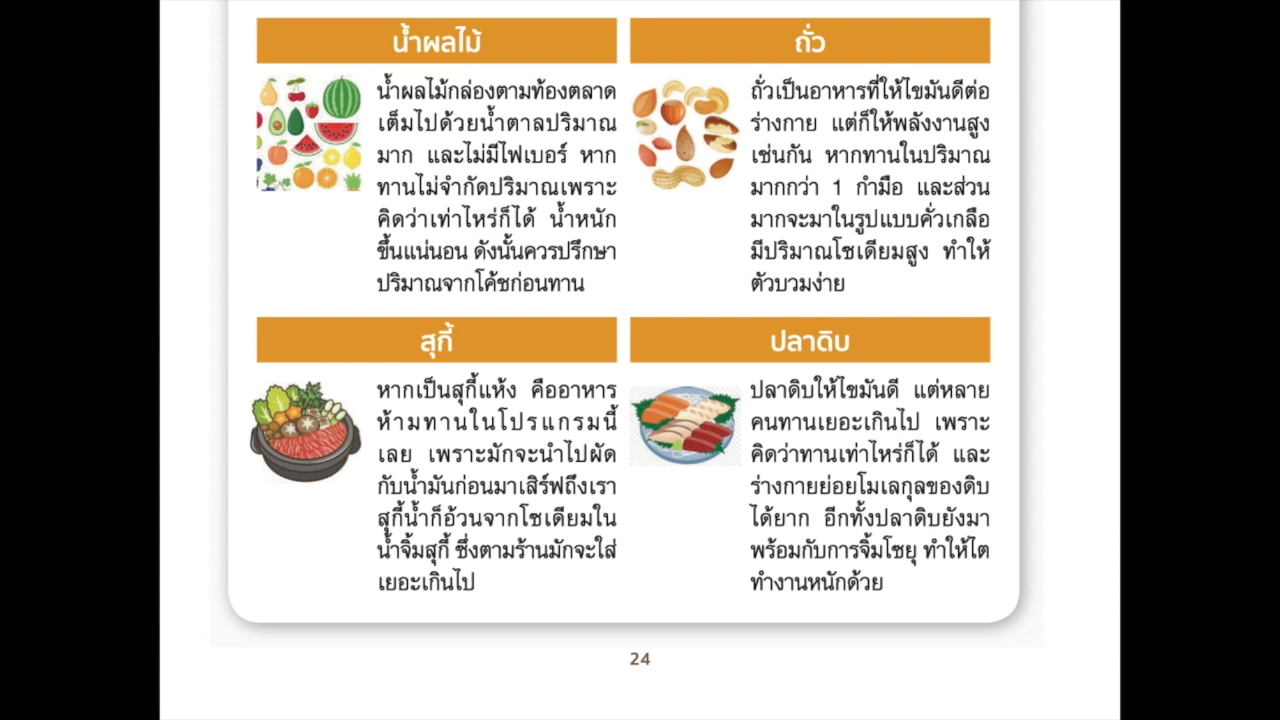 น้ำผลไม้
น้ำผลไม้กล่องตามท้องตลาด
เต็มไปด้วยน้ำตาลปริมาณ
มาก และไม่มีไฟเบอร์ หาก
ทานไม่จำกัดปริมาณเพราะ
คิดว่าเท่าไหร่ก็ได้ น้ำหนัก
ขึ้นแน่นอน ดังนั้นควรปรึกษา
ปริมาณจากโค้ชก่อนทาน
ถั่ว
ถั่วเป็นอาหารที่ให้ไขมันดีต่อ
ร่างกาย แต่ก็ให้พลังงานสูง
เช่นกัน หากทานในปริมาณ
มากกว่า 1 กำมือ และส่วน
มากจะมาในรูปแบบคั่วเกลือ
มีปริมาณโซเดียมสูง ทำให้
ตัวบวมง่าย
สุกี้
หากเป็นสุกี้แห้ง คืออาหาร
ห้ามทานในโปรแกรมนี้
เลย เพราะมักจะนำไปผัด
กับน้ำมันก่อนมาเสิร์ฟถึงเรา
สุกี้น้ำก็อ้วนจากโซเดียมใน
น้ำจิ้มสุกี้ ซึ่งตามร้านมักจะใส่
เยอะเกินไป
ปลาดิบ
ปลาดิบให้ไขมันดี แต่หลาย
คนทานเยอะเกินไป เพราะ
คิดว่าทานเท่าไหร่ก็ได้ และ
ร่างกายย่อยโมเลกุลของดิบ
ได้ยาก อีกทั้งปลาดิบยังมา
พร้อมกับการจิ้มโชยุ ทำให้ไต
ทำงานหนักด้วย
24